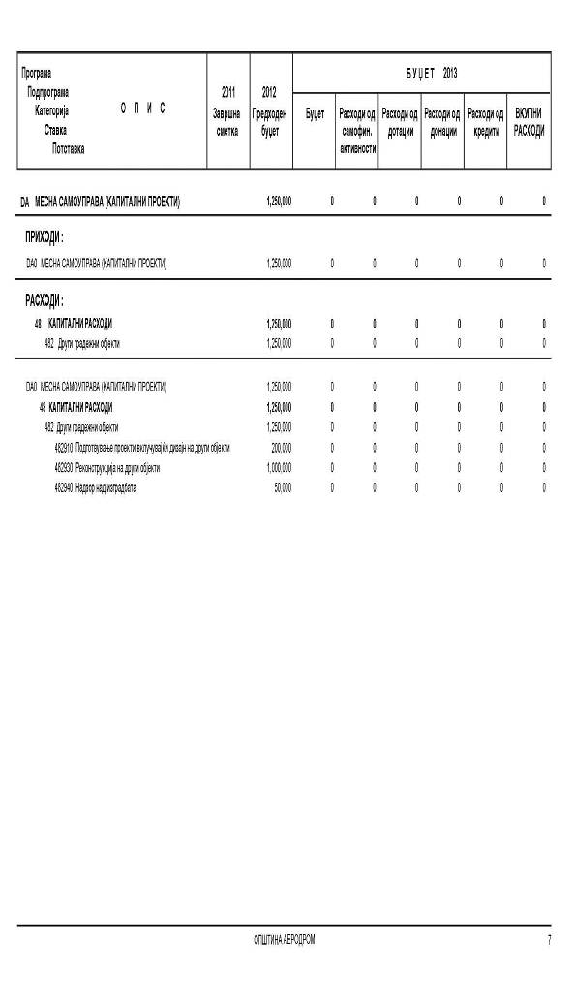 Програма
Подпрограма
Категорија
Ставка
Потставка
О П И С
2011
Завршна
сметка
2012
Предходен
буџет
Б У Џ Е Т 2013
Буџет
Расходи од
самофин.
активности
Расходи од
дотации
Расходи од
донации
Расходи од
кредити
ВКУПНИ
РАСХОДИ
DA МЕСНА САМОУПРАВА (КАПИТАЛНИ ПРОЕКТИ) 1,250,000 0 0 0 0 0 0
ПРИХОДИ :
DA0 МЕСНА САМОУПРАВА (КАПИТАЛНИ ПРОЕКТИ) 1,250,000 0 0 0 0 0 0
РАСХОДИ :
48 КАПИТАЛНИ РАСХОДИ 1,250,000 0 0 0 0 0 0
482 Други градежни објекти 1,250,000 0 0 0 0 0 0
DA0 МЕСНА САМОУПРАВА (КАПИТАЛНИ ПРОЕКТИ) 1,250,000 0 0 0 0 0 0
48 КАПИТАЛНИ РАСХОДИ 1,250,000 0 0 0 0 0 0
482 Други градежни објекти 1,250,000 0 0 0 0 0 0
482910 Подготвување проекти вклучувајќи дизајн на други објекти 200,000 0 0 0 0 0 0
482930 Реконструкција на други објекти 1,000,000 0 0 0 0 0 0
482940 Надзор над изградбата 50,000 0 0 0 0 0 0
ОПШТИНА АЕРОДРОМ 7